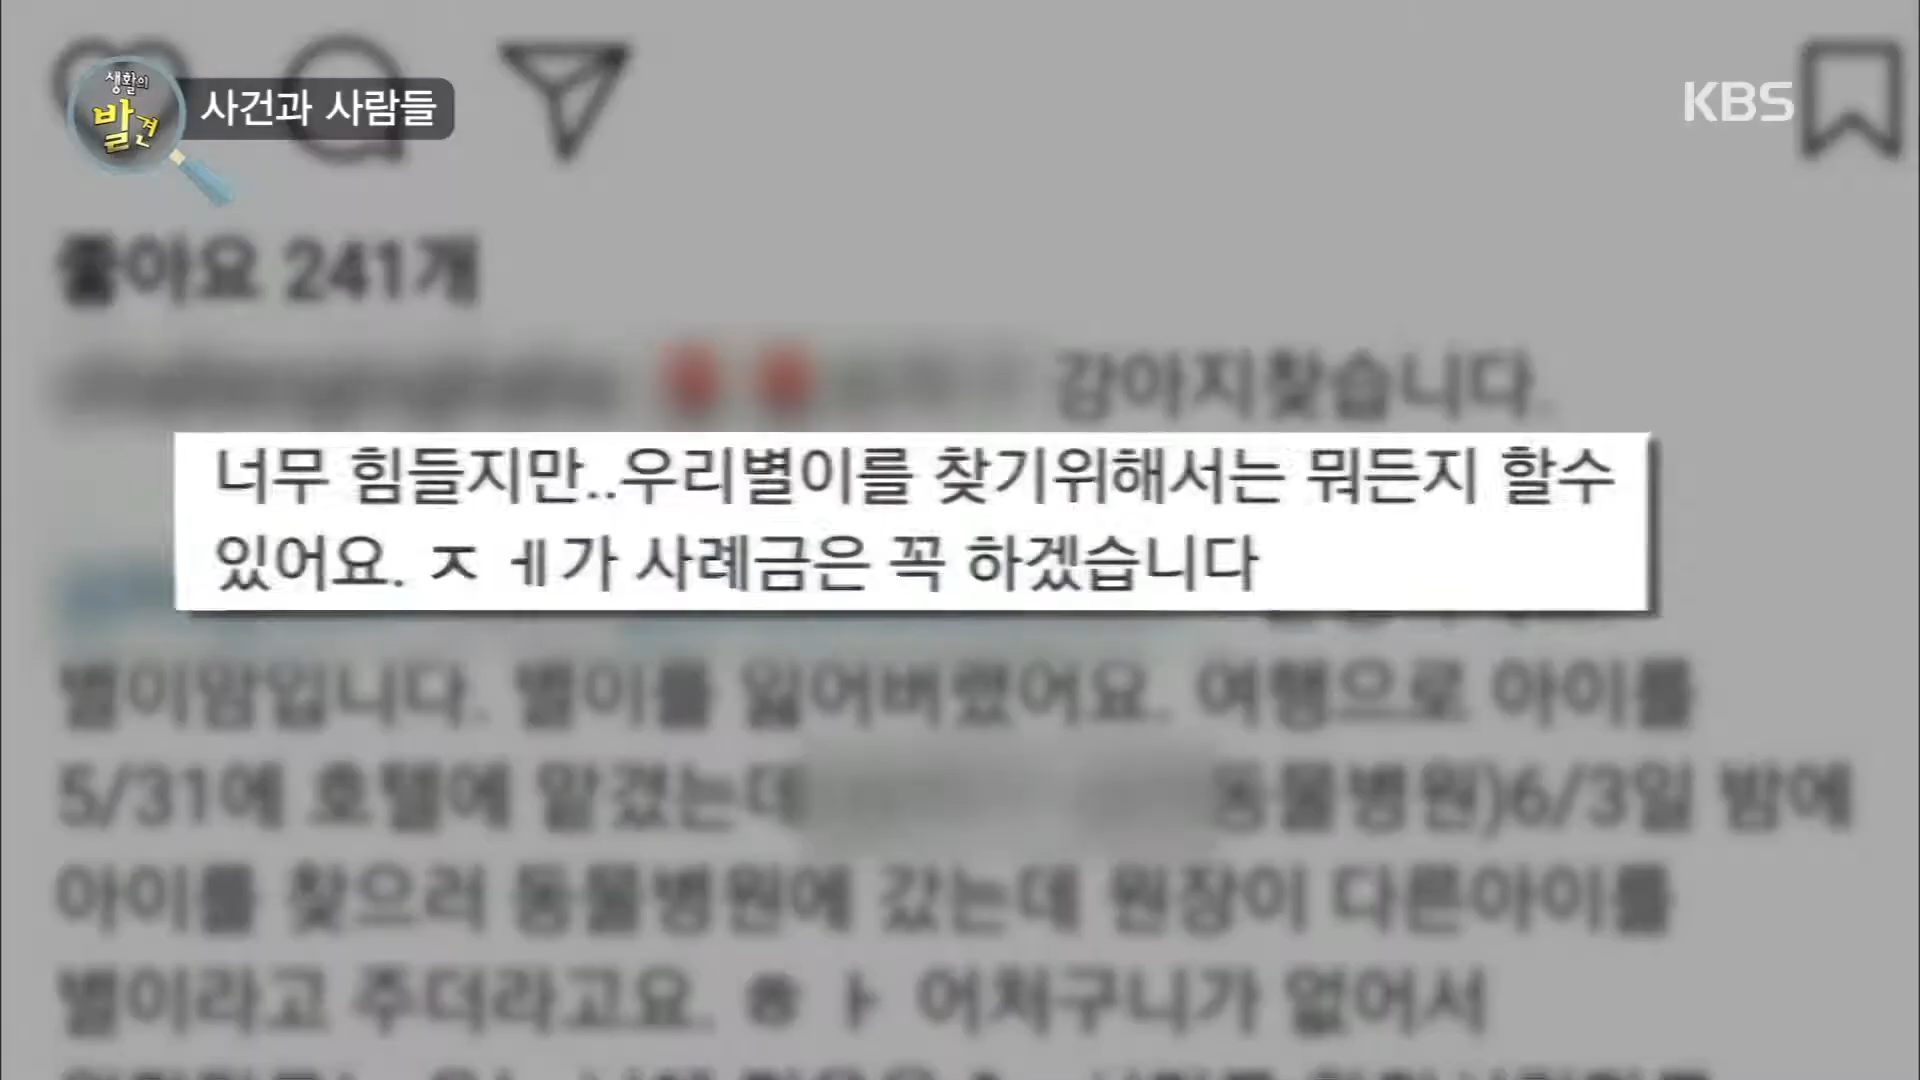 생활의
발견
사건과 사람들
KBS
좋아요 241개
강아지찾습니다.
너무 힘들지만..우리별이를 찾기위해서는 뭐든지 할수
있어요. ㅈ ㅔ가 사례금은 꼭 하겠습니다
별이맘입니다. 별이를 잃어버렸어요. 여행으로 아이를
5/31에 호텔에 맡겼는데 동물병원)6/3일 밤에
아이를 찾으러 동물병원에 갔는데 원장이 다른아이를
별이라고 주더라고요. ㅎ ㅏ 어처구니가 없어서